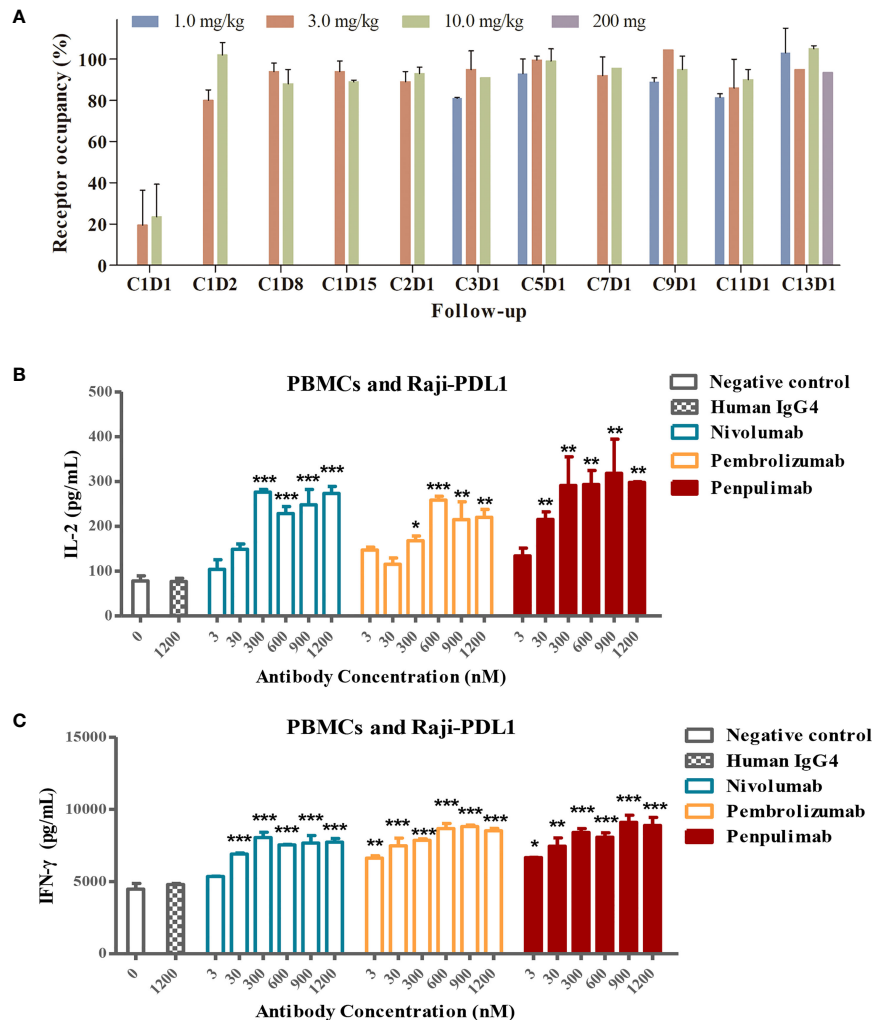 A
1.0 mg/kg 3.0 mg/kg 10.0 mg/kg 200 mg
Receptor occupancy (%)
100
80
60
40
20
0
C1D1 C1D2 C1D8 C1D15 C2D1 C3D1 C5D1 C7D1 C9D1 C11D1 C13D1
Follow-up
B
PBMCs and Raji-PDL1
IL-2 (pg/mL)
500
400
300
200
100
0
*** *** *** ***
* *** ** **
** ** ** ** **
0 1200 3 30 300 600 900 1200 3 30 300 600 900 1200 3 30 300 600 900 1200
Antibody Concentration (nM)
Negative control
Human IgG4
Nivolumab
Pembrolizumab
Penpulimab
C
PBMCs and Raji-PDL1
IFN-γ (pg/mL)
15000
10000
5000
0
*** *** *** *** ***
** *** *** *** *** ***
* ** *** *** *** ***
0 1200 3 30 300 600 900 1200 3 30 300 600 900 1200 3 30 300 600 900 1200
Antibody Concentration (nM)
Negative control
Human IgG4
Nivolumab
Pembrolizumab
Penpulimab